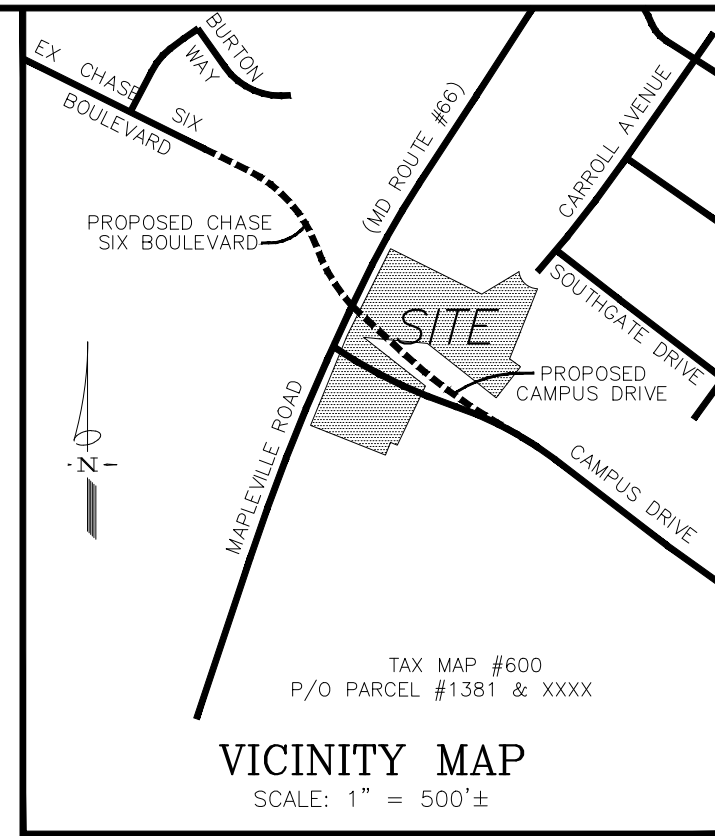 BURTON
WAY
EX CHASE SIX
BOULEVARD
(MD ROUTE #66)
CARROLL AVENUE
PROPOSED CHASE
SIX BOULEVARD
SOUTHGATE DRIVE
SITE
PROPOSED
CAMPUS DRIVE
MAPLEVILLE ROAD
N
CAMPUS DRIVE
TAX MAP #600
P/O PARCEL #1381 & XXXX
VICINITY MAP
SCALE: 1" = 500'±